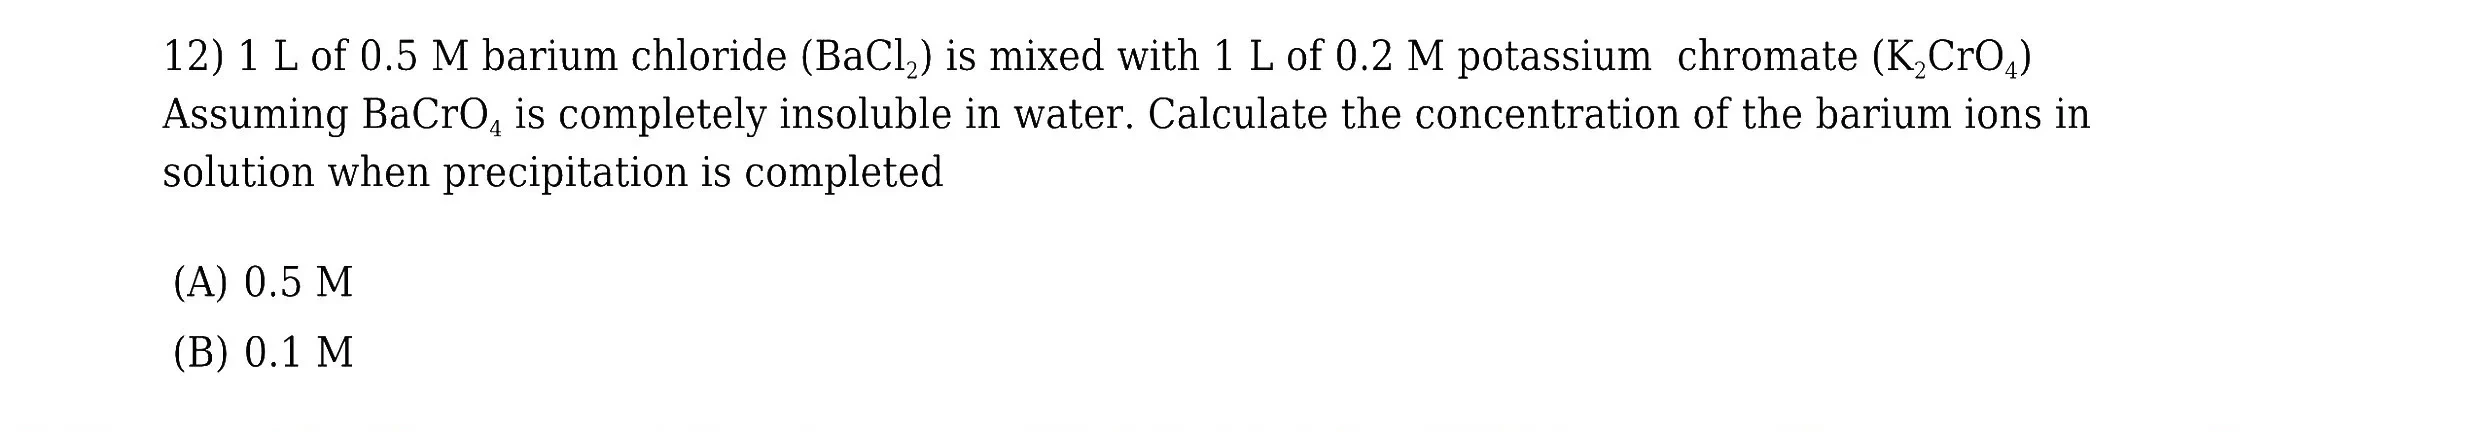 12) 1 L of 0.5 M barium chloride (BaCl₂) is mixed with 1 L of 0.2 M potassium  chromate (K₂CrO₄)
Assuming BaCrO₄ is completely insoluble in water. Calculate the concentration of the barium ions in
solution when precipitation is completed
(A) 0.5 M
(B) 0.1 M